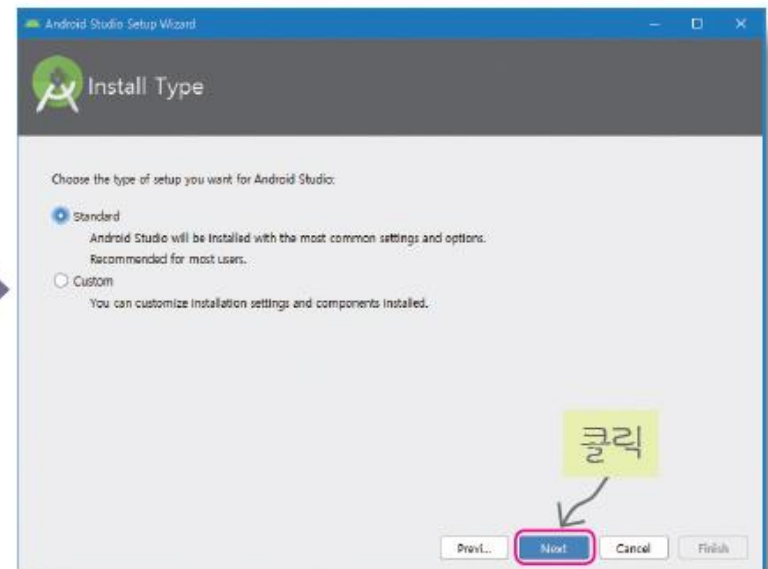 Android Studio Setup Wizard
Install Type
Choose the type of setup you want for Android Studio:
Standard
Android Studio will be installed with the most common settings and options.
Recommended for most users.
Custom
You can customize installation settings and components installed.
클릭
Previ... Next Cancel Finish